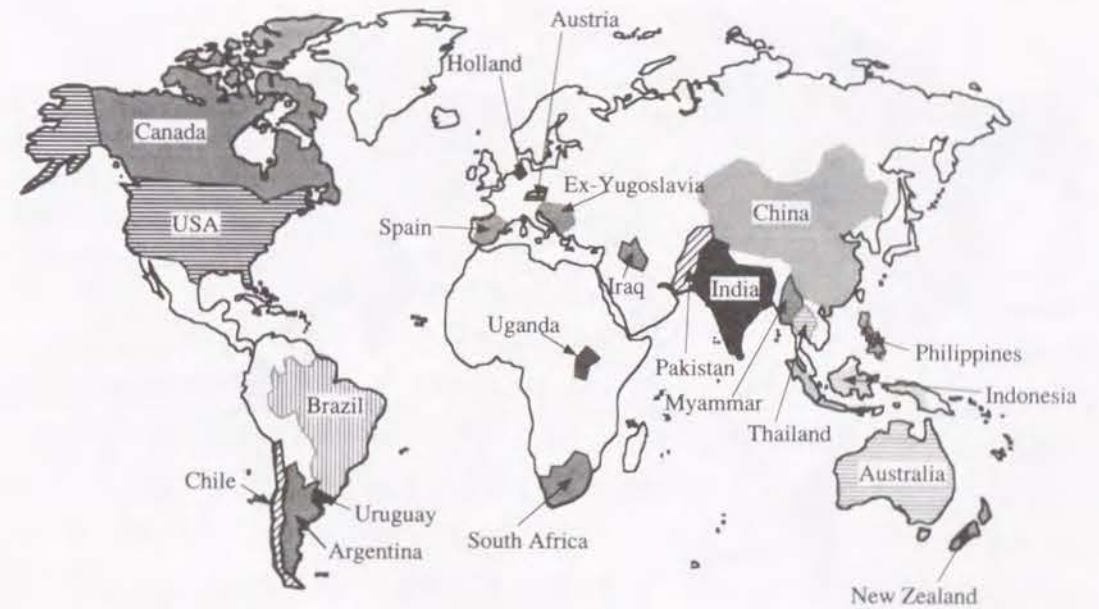 Austria
Holland
Canada
Ex-Yugoslavia
China
USA
Spain
Iraq
India
Uganda
Philippines
Pakistan
Indonesia
Myammar
Brazil
Thailand
Australia
Chile
Uruguay
South Africa
Argentina
New Zealand